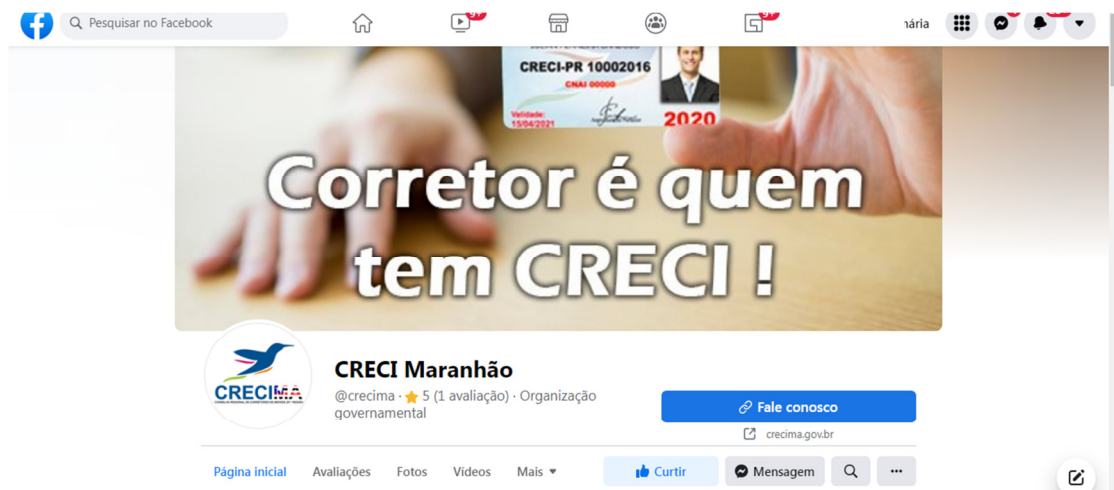 Pesquisar no Facebook
nária
CRECI-PR 10002016
CNAI 00000
Validade:
15/04/2021
2020
Corretor é quem
tem CRECI !
CRECIMA
CRECI Maranhão
@crecima · 5 (1 avaliação) · Organização
governamental
Fale conosco
crecima.gov.br
Página inicial Avaliações Fotos Vídeos Mais Curtir Mensagem